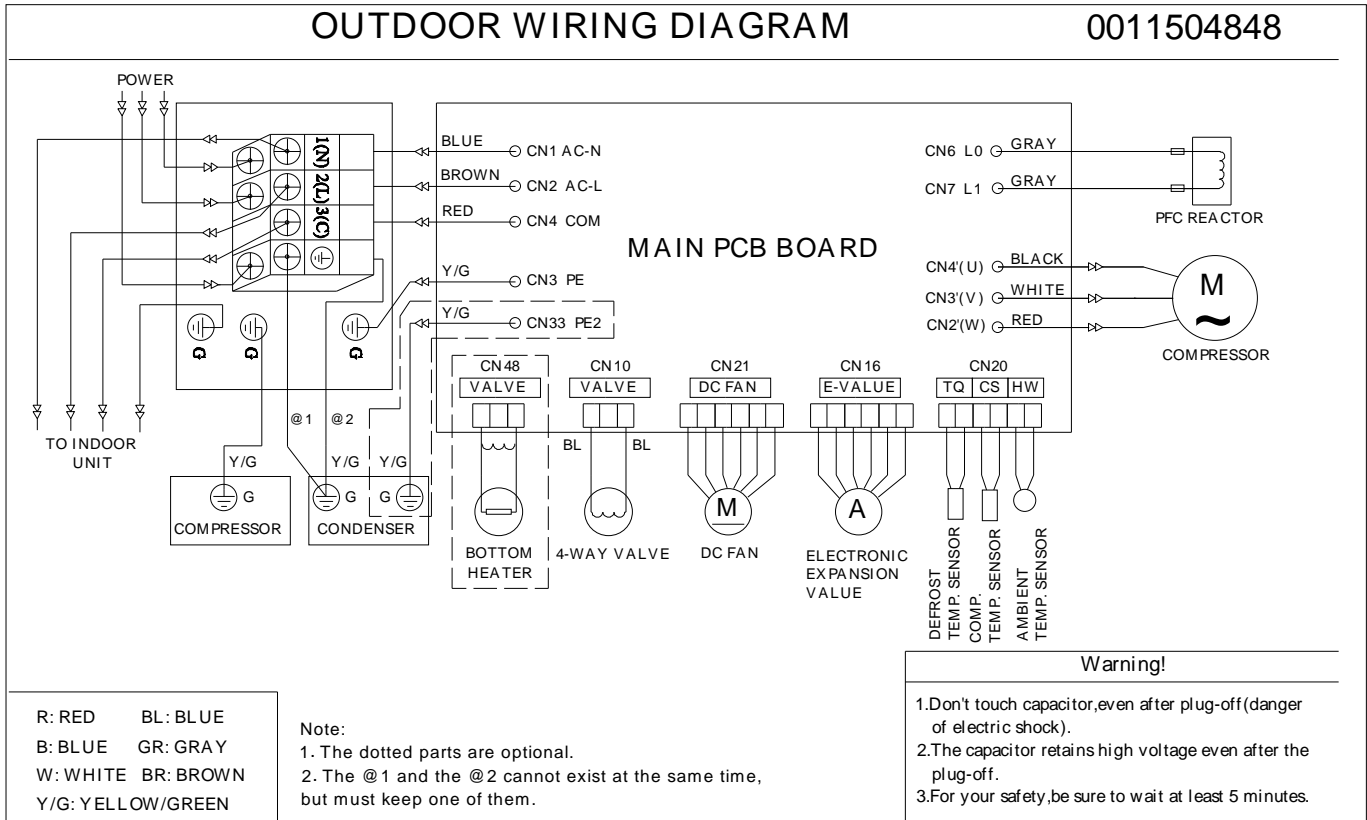 OUTDOOR WIRING DIAGRAM
0011504848
POWER
1(N) 2(L) 3(C)
BLUE
CN1 AC-N
BROWN
CN2 AC-L
RED
CN4 COM
Y/G
CN3 PE
Y/G
CN33 PE2
MAIN PCB BOARD
CN6 L0
GRAY
CN7 L1
GRAY
PFC REACTOR
CN4'(U)
BLACK
CN3'(V)
WHITE
CN2'(W)
RED
M
~
COMPRESSOR
G
G
G
CN48
VALVE
CN10
VALVE
CN21
DC FAN
CN16
E-VALUE
CN20
TQ
CS
HW
TO INDOOR
UNIT
@1
@2
Y/G
Y/G
Y/G
BL
BL
G
G
G
COMPRESSOR
CONDENSER
M
A
BOTTOM
HEATER
4-WAY VALVE
DC FAN
ELECTRONIC
EXPANSION
VALUE
DEFROST
TEMP. SENSOR
COMP.
TEMP. SENSOR
AMBIENT
TEMP. SENSOR
R: RED BL: BLUE
B: BLUE GR: GRAY
W: WHITE BR: BROWN
Y/G: YELLOW/GREEN
Note:
1. The dotted parts are optional.
2. The @1 and the @2 cannot exist at the same time,
but must keep one of them.
Warning!
1.Don't touch capacitor,even after plug-off(danger
of electric shock).
2.The capacitor retains high voltage even after the
plug-off.
3.For your safety,be sure to wait at least 5 minutes.